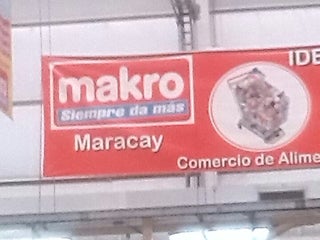 makro
Siempre da más
Maracay
IDE
Comercio de Alime